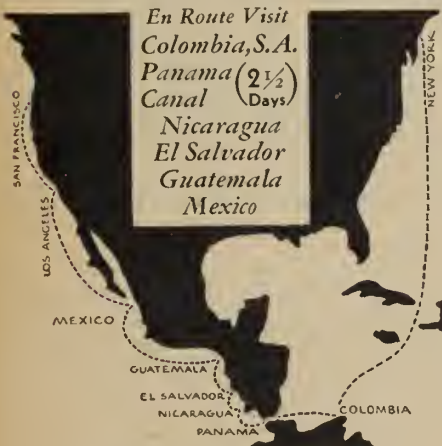 En Route Visit
Colombia, S.A.
Panama (2½
Canal Days)
Nicaragua
El Salvador
Guatemala
Mexico
NEW YORK
SAN FRANCISCO
LOS ANGELES
MEXICO
GUATEMALA
EL SALVADOR
NICARAGUA
PANAMA
COLOMBIA